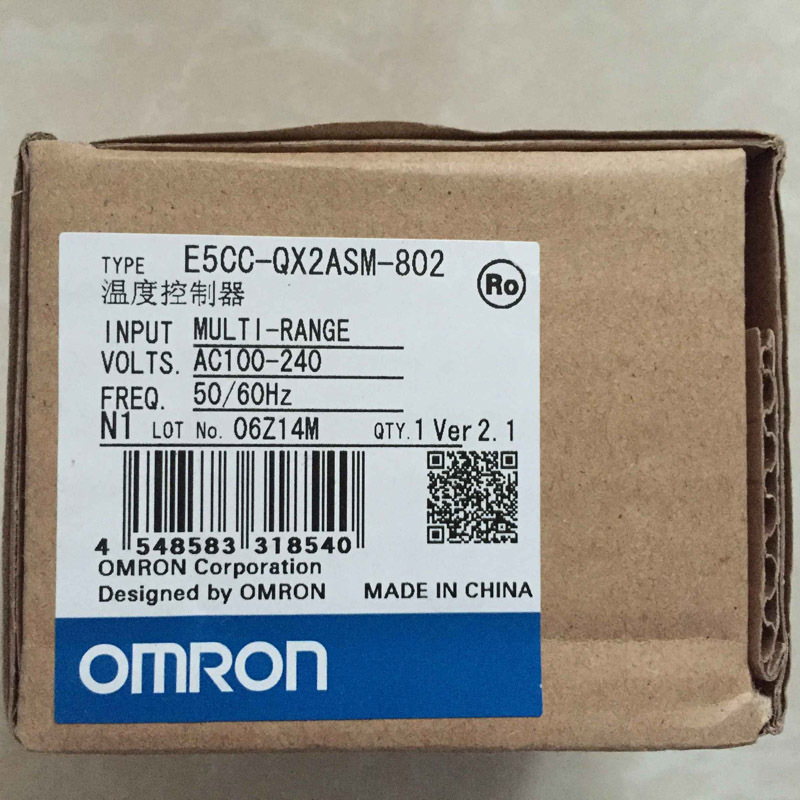 TYPE E5CC-QX2ASM-802
Ro
温度控制器
INPUT MULTI-RANGE
VOLTS. AC100-240
FREQ. 50/60Hz
N1 LOT No. 06Z14M QTY.1 Ver2.1
4 548583 318540
OMRON Corporation
Designed by OMRON MADE IN CHINA
OMRON